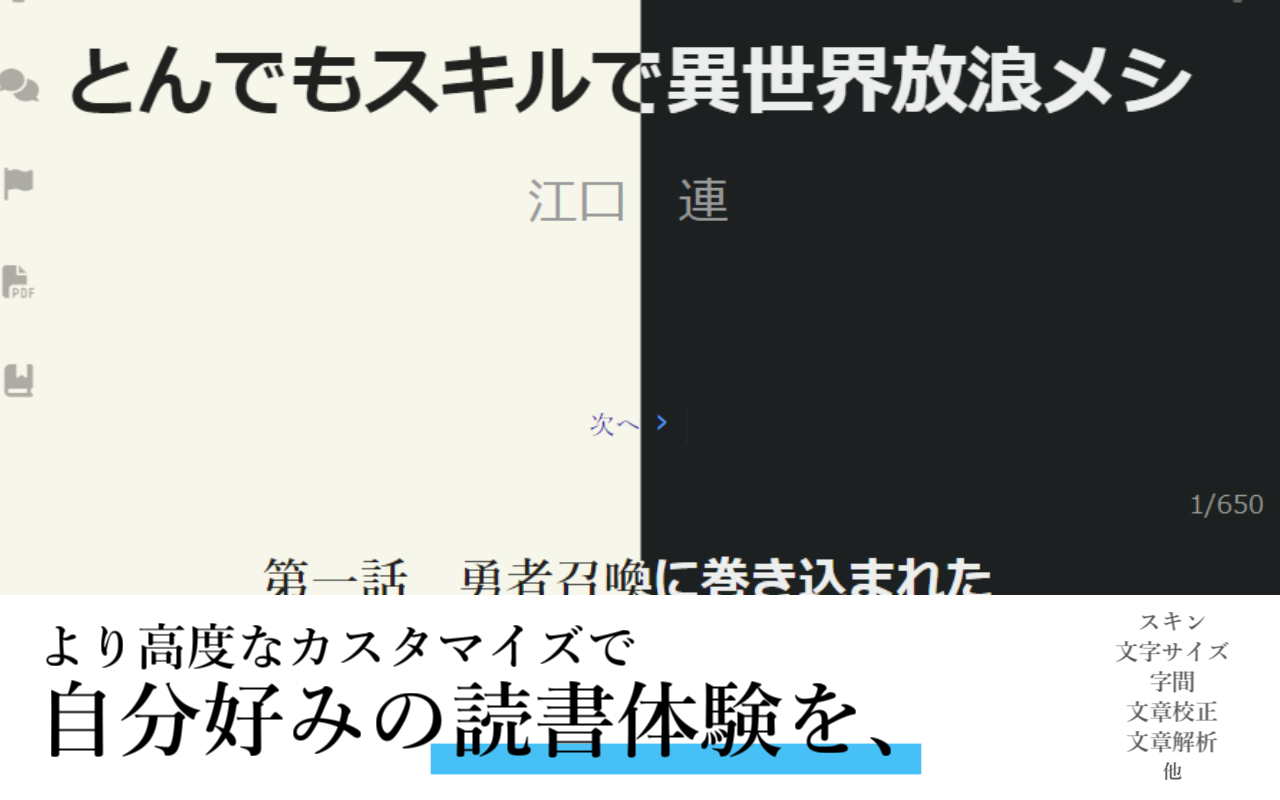 とんでもスキルで異世界放浪メシ
江口　連
PDF
次へ
1/650
第一話　勇者召喚に巻き込まれた
より高度なカスタマイズで
自分好みの読書体験を、
スキン
文字サイズ
字間
文章校正
文章解析
他